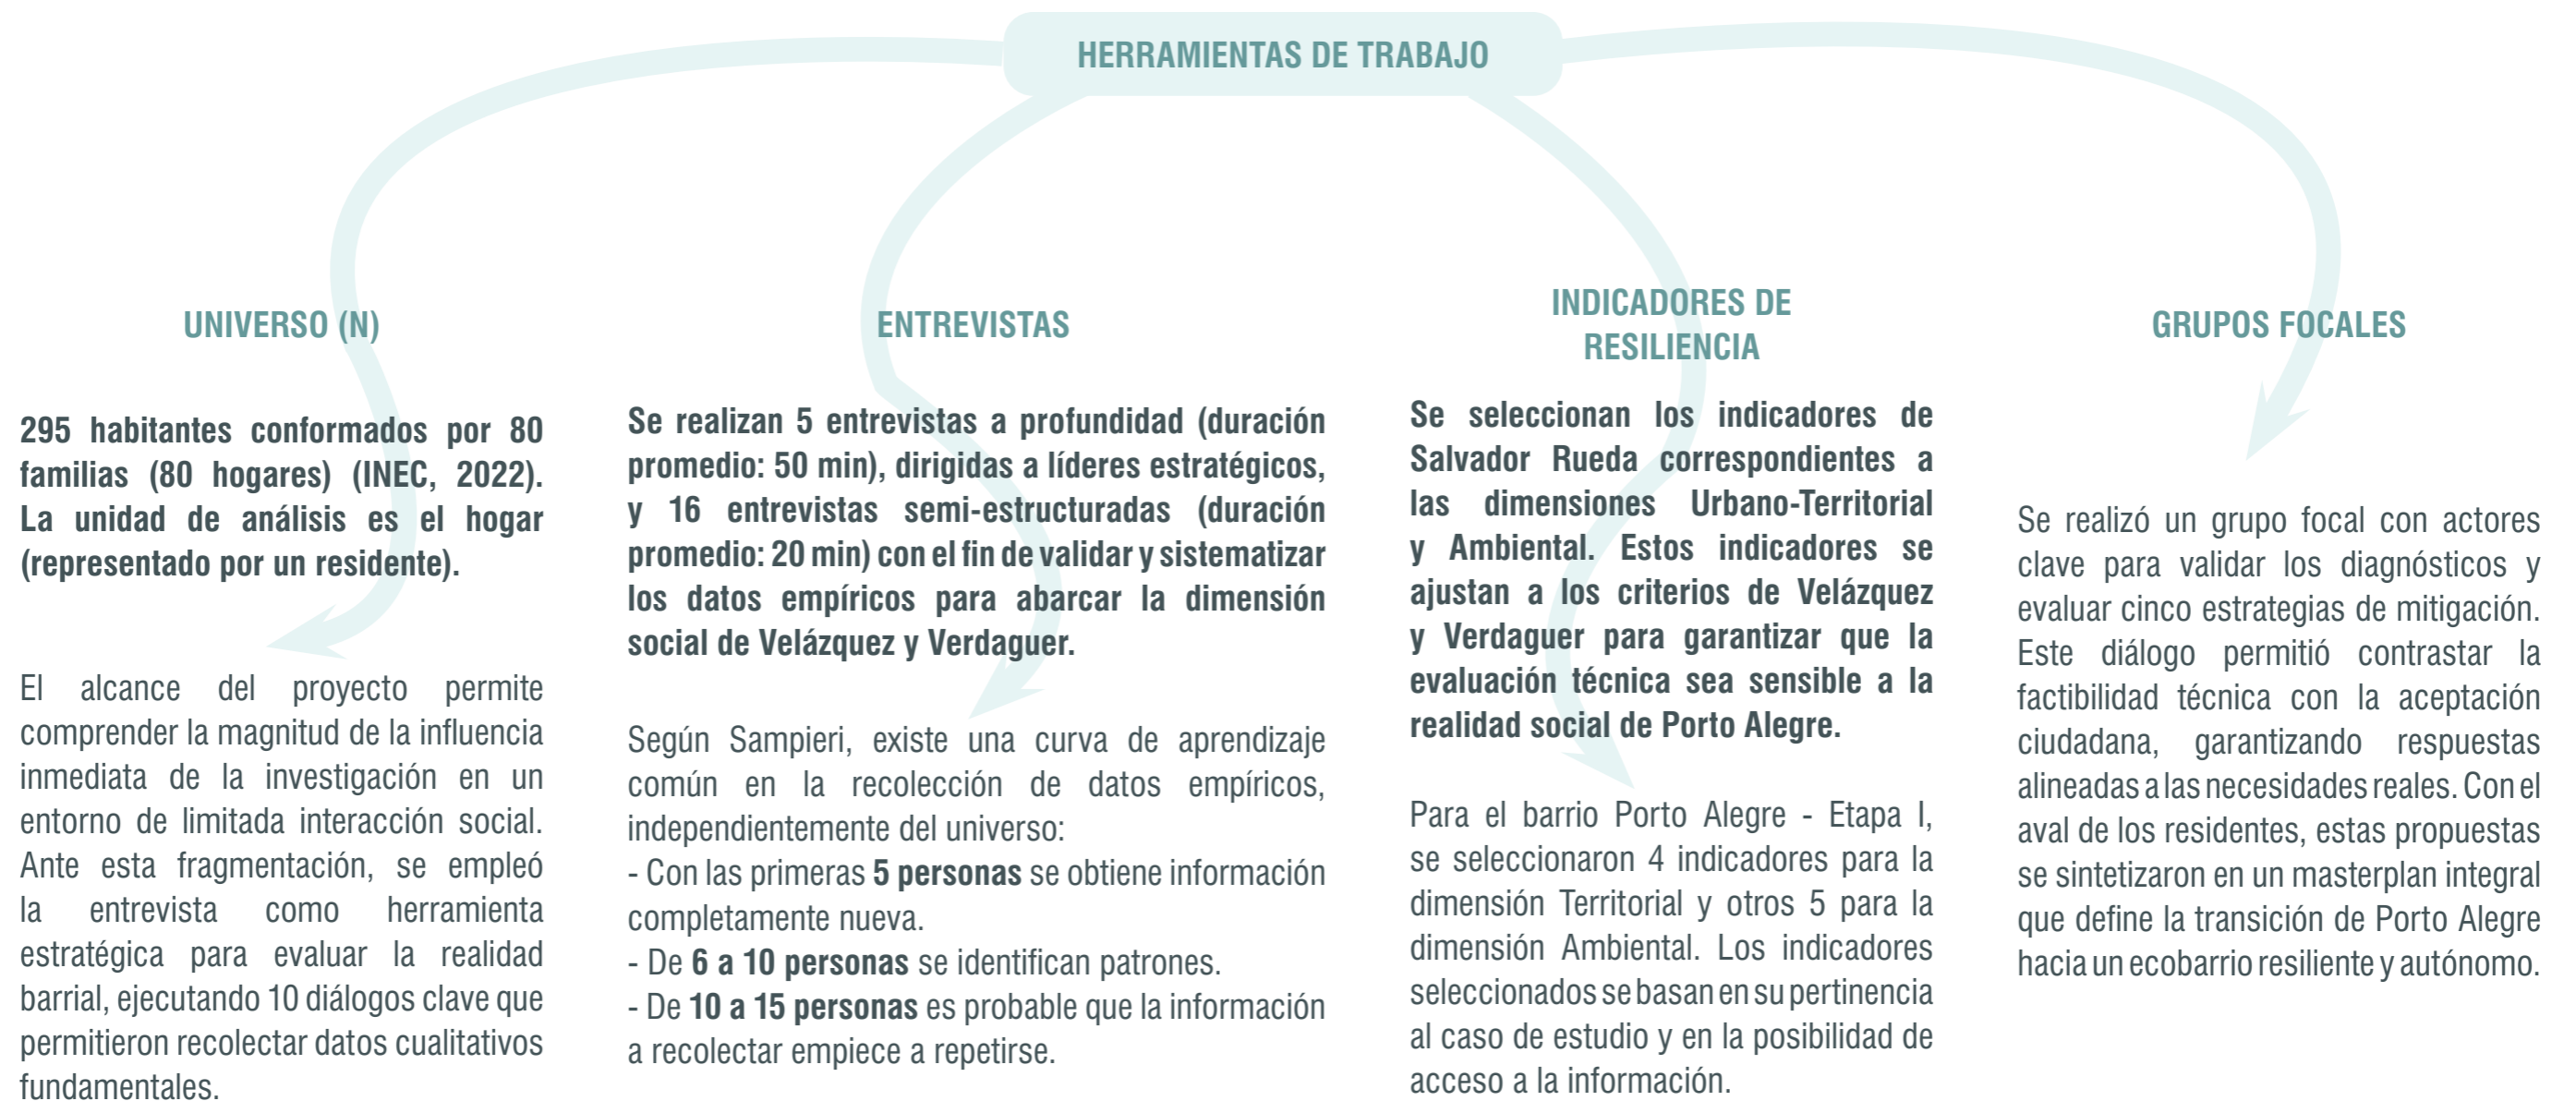 HERRAMIENTAS DE TRABAJO
UNIVERSO (N)
295 habitantes conformados por 80
familias (80 hogares) (INEC, 2022).
La unidad de análisis es el hogar
(representado por un residente).
El alcance del proyecto permite
comprender la magnitud de la influencia
inmediata de la investigación en un
entorno de limitada interacción social.
Ante esta fragmentación, se empleó
la entrevista como herramienta
estratégica para evaluar la realidad
barrial, ejecutando 10 diálogos clave que
permitieron recolectar datos cualitativos
fundamentales.
ENTREVISTAS
Se realizan 5 entrevistas a profundidad (duración
promedio: 50 min), dirigidas a líderes estratégicos,
y 16 entrevistas semi-estructuradas (duración
promedio: 20 min) con el fin de validar y sistematizar
los datos empíricos para abarcar la dimensión
social de Velázquez y Verdaguer.
Según Sampieri, existe una curva de aprendizaje
común en la recolección de datos empíricos,
independientemente del universo:
- Con las primeras 5 personas se obtiene información
completamente nueva.
- De 6 a 10 personas se identifican patrones.
- De 10 a 15 personas es probable que la información
a recolectar empiece a repetirse.
INDICADORES DE
RESILIENCIA
Se seleccionan los indicadores de
Salvador Rueda correspondientes a
las dimensiones Urbano-Territorial
y Ambiental. Estos indicadores se
ajustan a los criterios de Velázquez
y Verdaguer para garantizar que la
evaluación técnica sea sensible a la
realidad social de Porto Alegre.
Para el barrio Porto Alegre - Etapa I,
se seleccionaron 4 indicadores para la
dimensión Territorial y otros 5 para la
dimensión Ambiental. Los indicadores
seleccionados se basan en su pertinencia
al caso de estudio y en la posibilidad de
acceso a la información.
GRUPOS FOCALES
Se realizó un grupo focal con actores
clave para validar los diagnósticos y
evaluar cinco estrategias de mitigación.
Este diálogo permitió contrastar la
factibilidad técnica con la aceptación
ciudadana, garantizando respuestas
alineadas a las necesidades reales. Con el
aval de los residentes, estas propuestas
se sintetizaron en un masterplan integral
que define la transición de Porto Alegre
hacia un ecobarrio resiliente y autónomo.